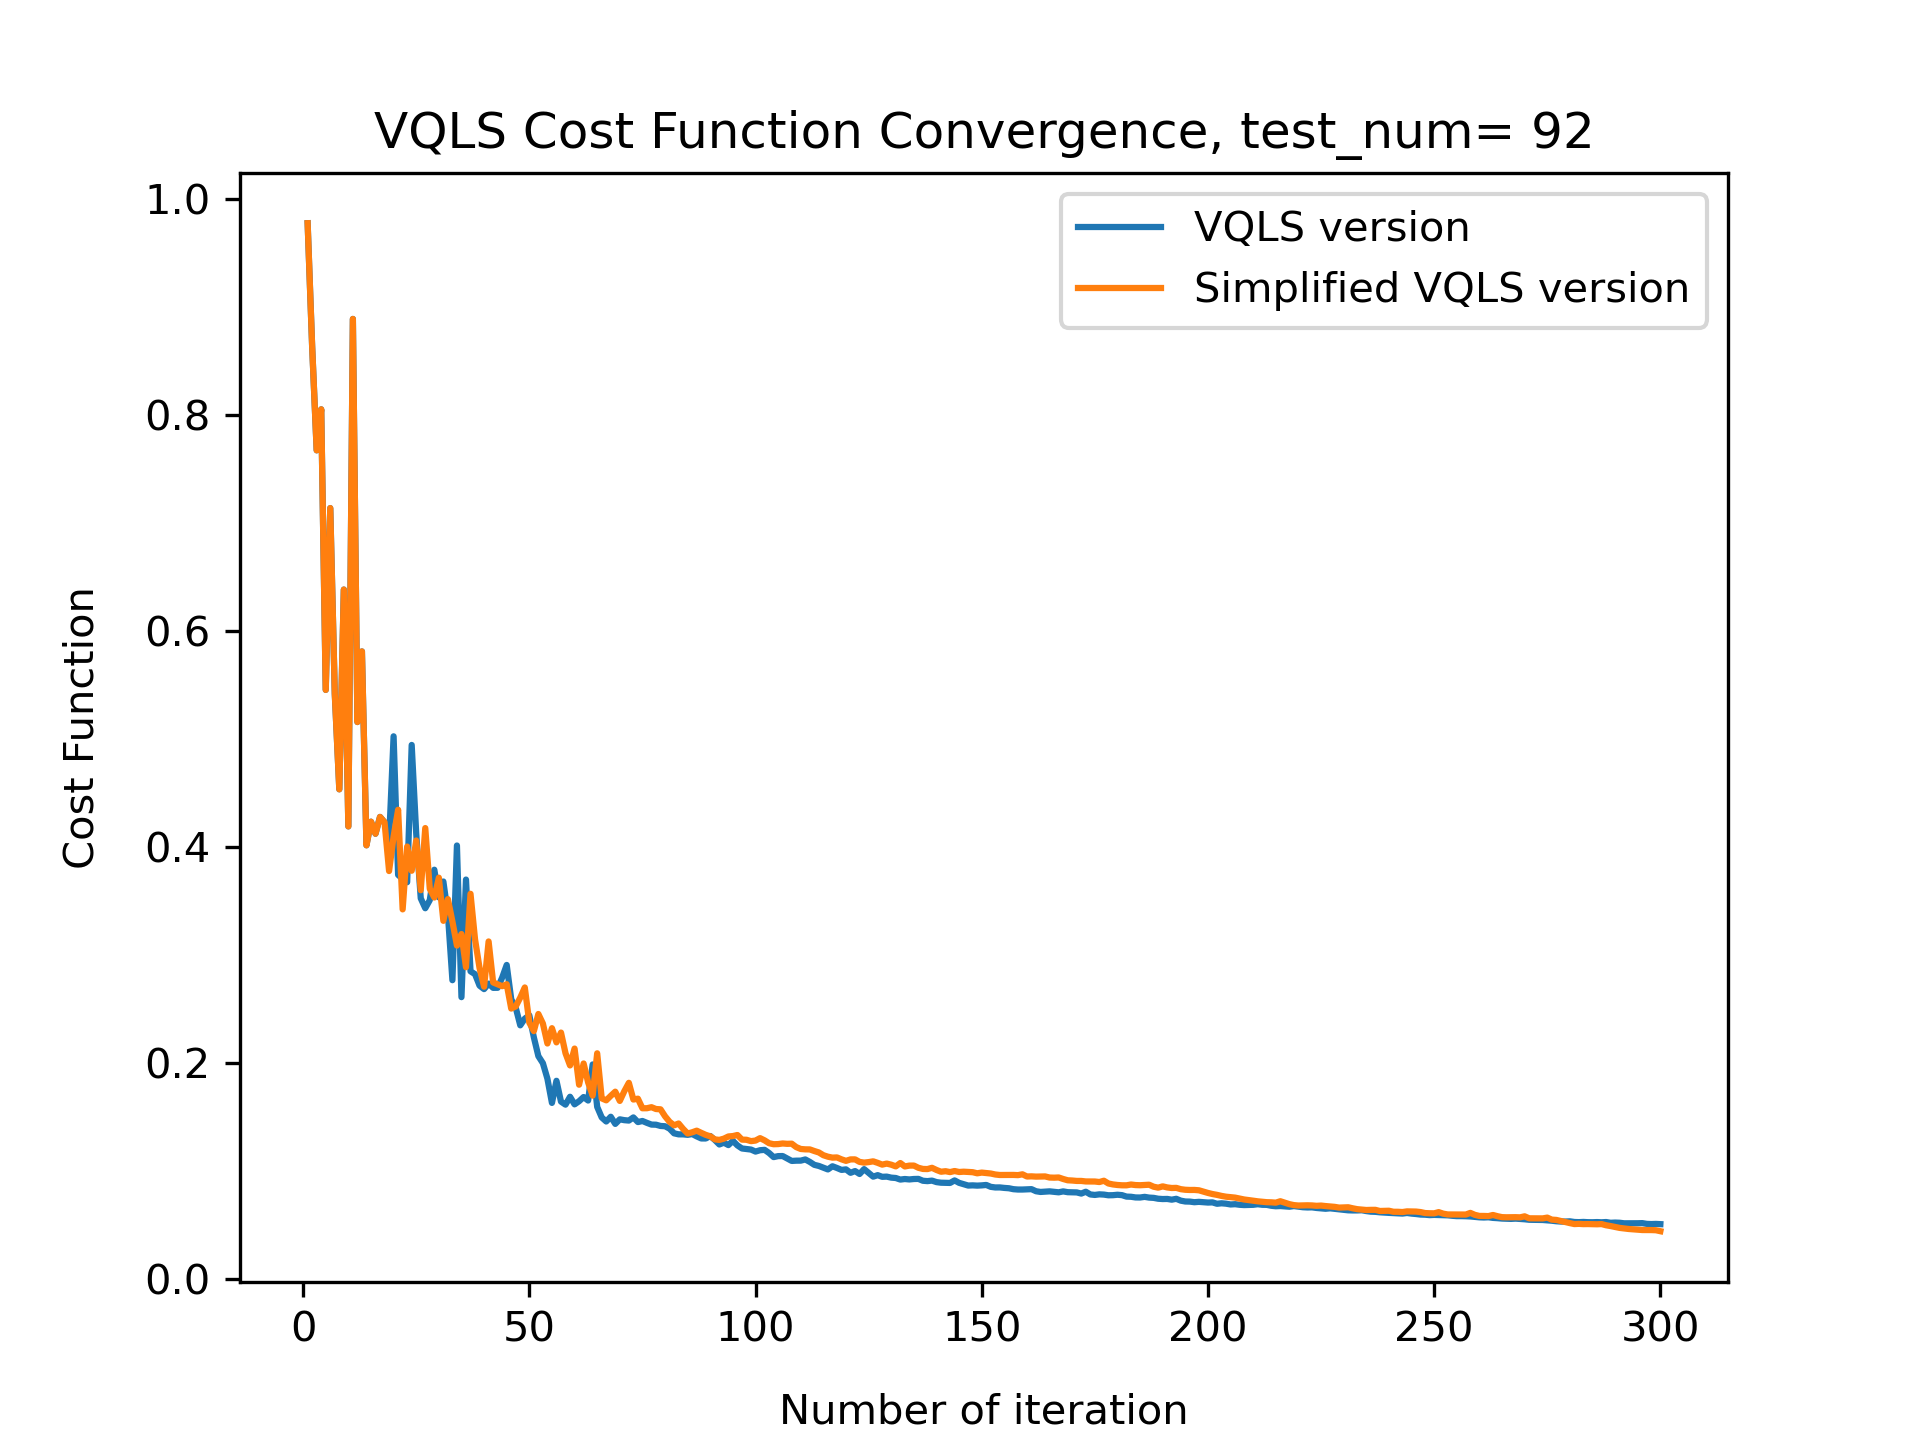 VQLS Cost Function Convergence, test_num= 92
VQLS version
Simplified VQLS version
1.0
0.8
0.6
0.4
0.2
0.0
Cost Function
0 50 100 150 200 250 300
Number of iteration